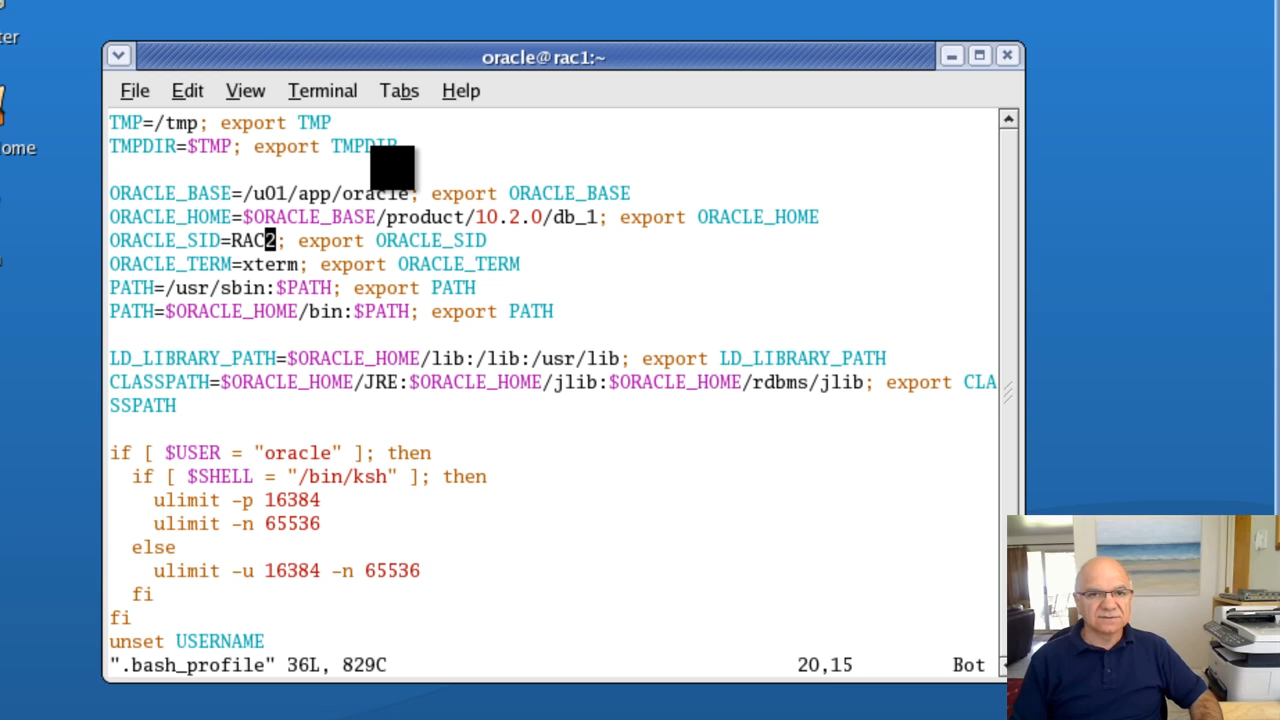 ter
ome
oracle@rac1:~
File Edit View Terminal Tabs Help
TMP=/tmp; export TMP
TMPDIR=$TMP; export TMPDIR
ORACLE_BASE=/u01/app/oracle; export ORACLE_BASE
ORACLE_HOME=$ORACLE_BASE/product/10.2.0/db_1; export ORACLE_HOME
ORACLE_SID=RAC2; export ORACLE_SID
ORACLE_TERM=xterm; export ORACLE_TERM
PATH=/usr/sbin:$PATH; export PATH
PATH=$ORACLE_HOME/bin:$PATH; export PATH
LD_LIBRARY_PATH=$ORACLE_HOME/lib:/lib:/usr/lib; export LD_LIBRARY_PATH
CLASSPATH=$ORACLE_HOME/JRE:$ORACLE_HOME/jlib:$ORACLE_HOME/rdbms/jlib; export CLA
SSPATH
if [ $USER = "oracle" ]; then
if [ $SHELL = "/bin/ksh" ]; then
ulimit -p 16384
ulimit -n 65536
else
ulimit -u 16384 -n 65536
fi
fi
unset USERNAME
".bash_profile" 36L, 829C 20,15 Bot